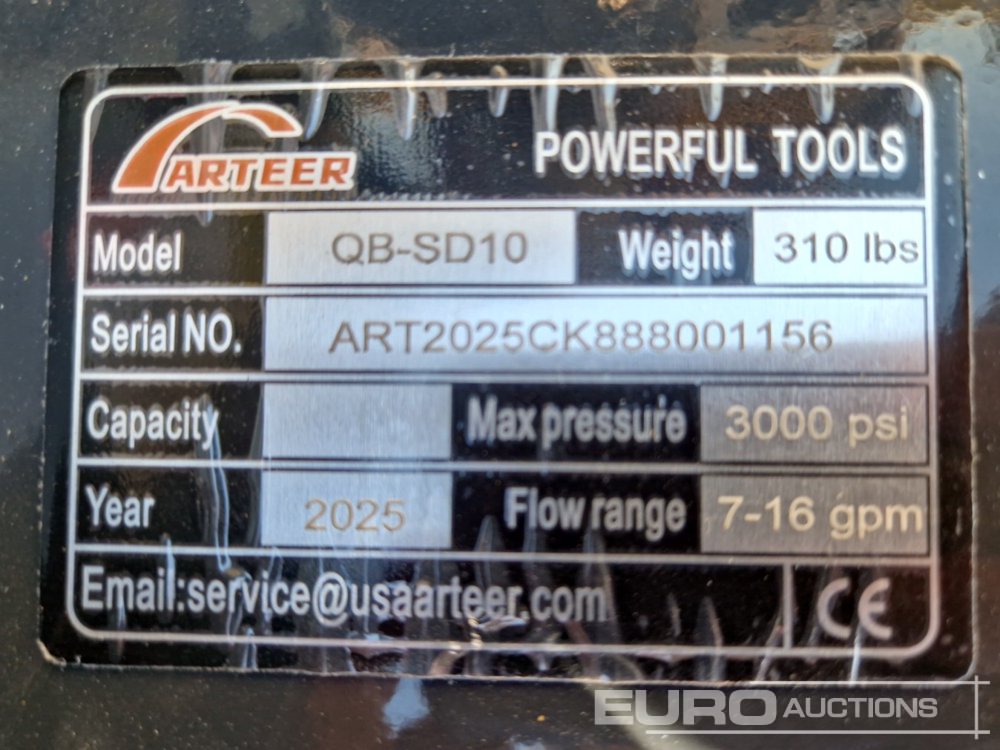 ARTEER POWERFUL TOOLS
Model QB-SD10 Weight 310 lbs
Serial NO. ART2025CK888001156
Capacity Max pressure 3000 psi
Year 2025 Flow range 7-16 gpm
Email:service@usaarteer.com CE
EURO AUCTIONS